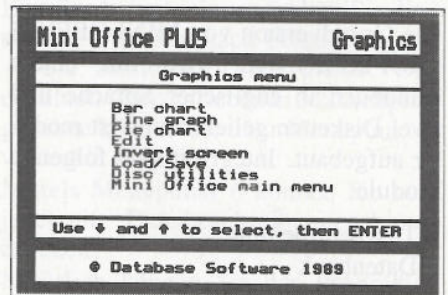 Mini Office PLUS Graphics
Graphics menu
Bar chart
Line graph
Pie chart
Edit
Invert screen
Load/Save
Disc utilities
Mini Office main menu
Use ↓ and ↑ to select, then ENTER
© Database Software 1989